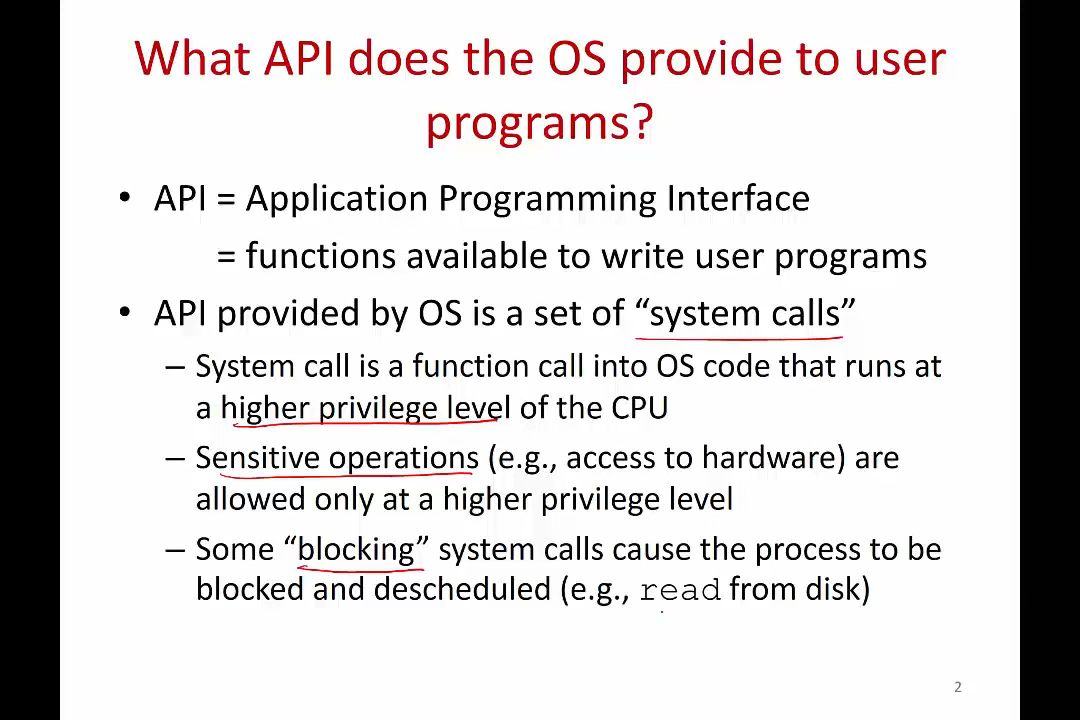 What API does the OS provide to user
programs?
• API = Application Programming Interface
= functions available to write user programs
• API provided by OS is a set of “system calls”
– System call is a function call into OS code that runs at
a higher privilege level of the CPU
– Sensitive operations (e.g., access to hardware) are
allowed only at a higher privilege level
– Some “blocking” system calls cause the process to be
blocked and descheduled (e.g., read from disk)
2